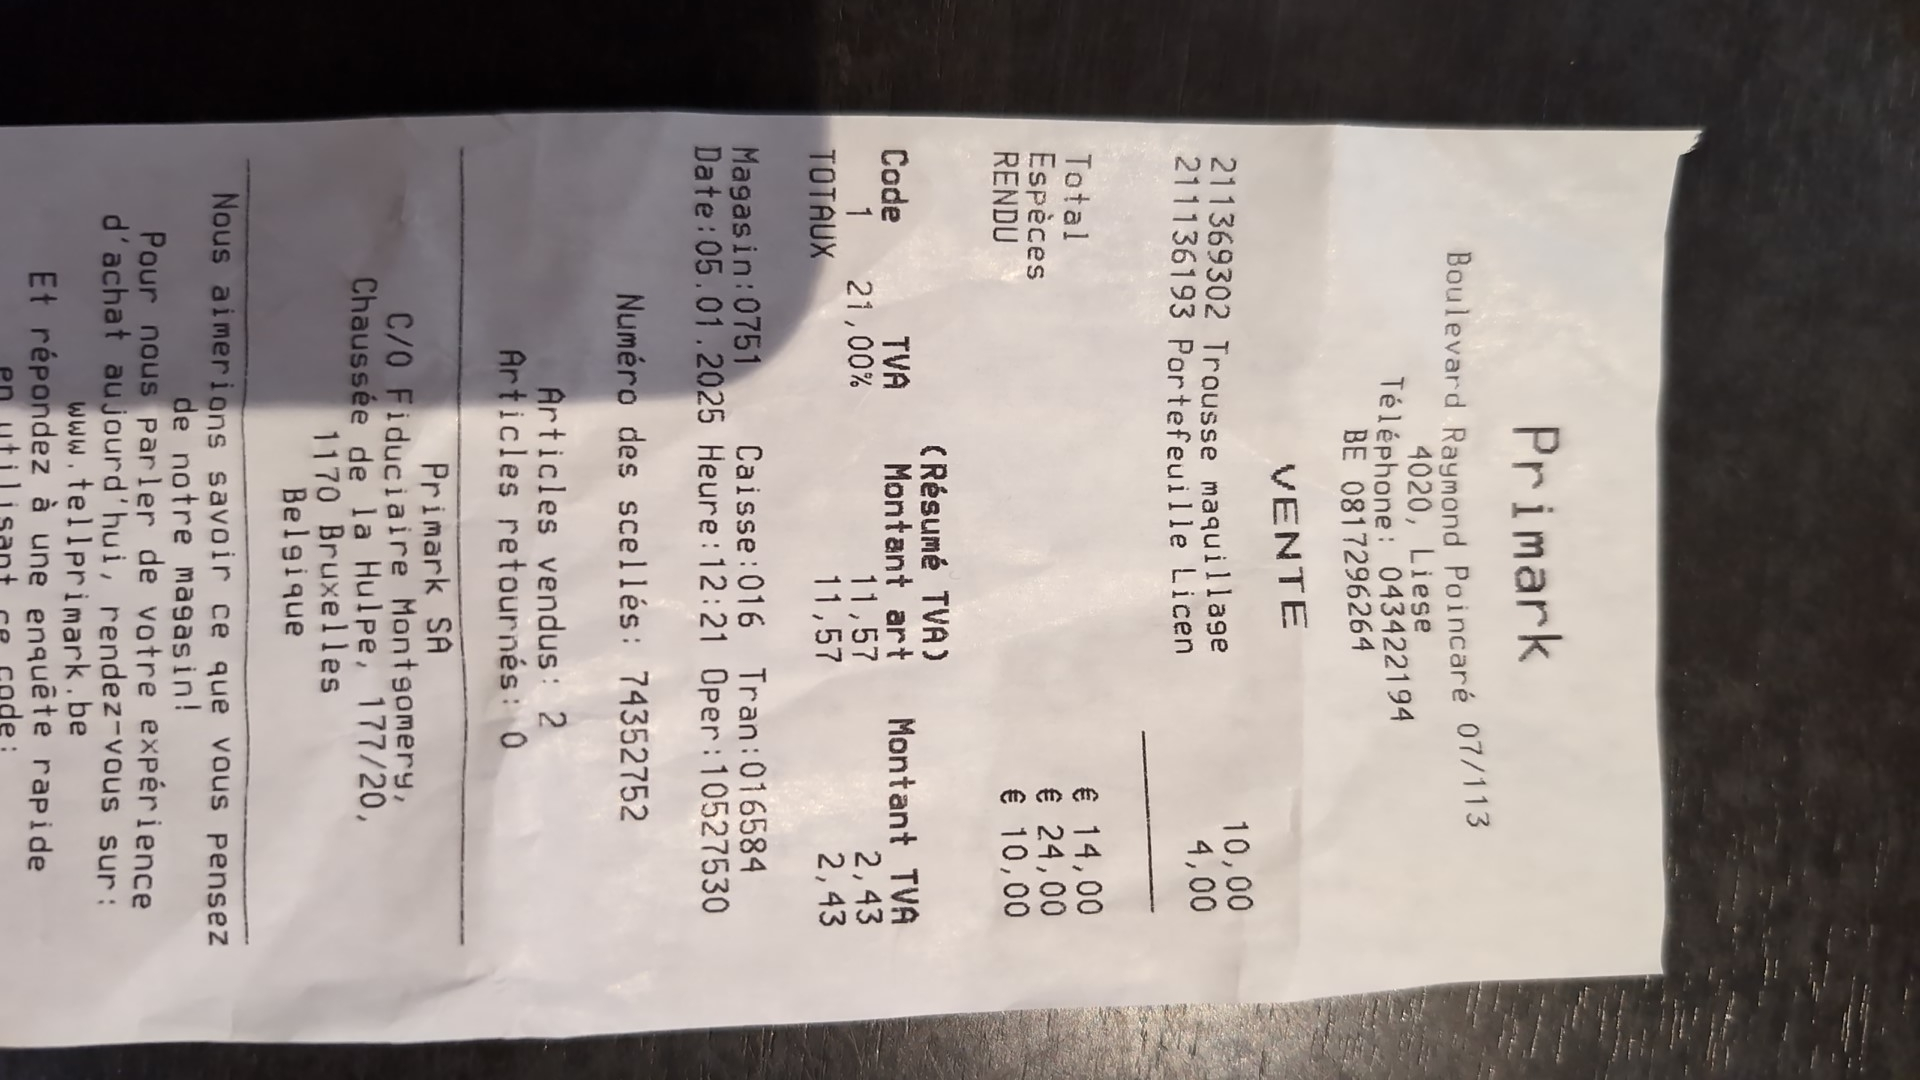 Primark
Boulevard Raymond Poincaré 07/113
4020, Liese
Téléphone: 043422194
BE 0817296264
VENTE
211369302 Trousse maquillage 10,00
211136193 Portefeuille Licen 4,00
Total € 14,00
Espèces € 24,00
RENDU € 10,00
(Résumé TVA)
Code TVA Montant art Montant TVA
1 21,00% 11,57 2,43
TOTAUX 11,57 2,43
Magasin:0751 Caisse:016 Tran:016584
Date:05.01.2025 Heure:12:21 Oper:10527530
Numéro des scellés: 74352752
Articles vendus: 2
Articles retournés: 0
Primark SA
C/O Fiduciaire Montgomery,
Chaussée de la Hulpe, 177/20,
1170 Bruxelles
Belgique
Nous aimerions savoir ce que vous pensez
de notre magasin!
Pour nous parler de votre expérience
d'achat aujourd'hui, rendez-vous sur:
www.tellprimark.be
Et répondez à une enquête rapide
en utilisant ce code: